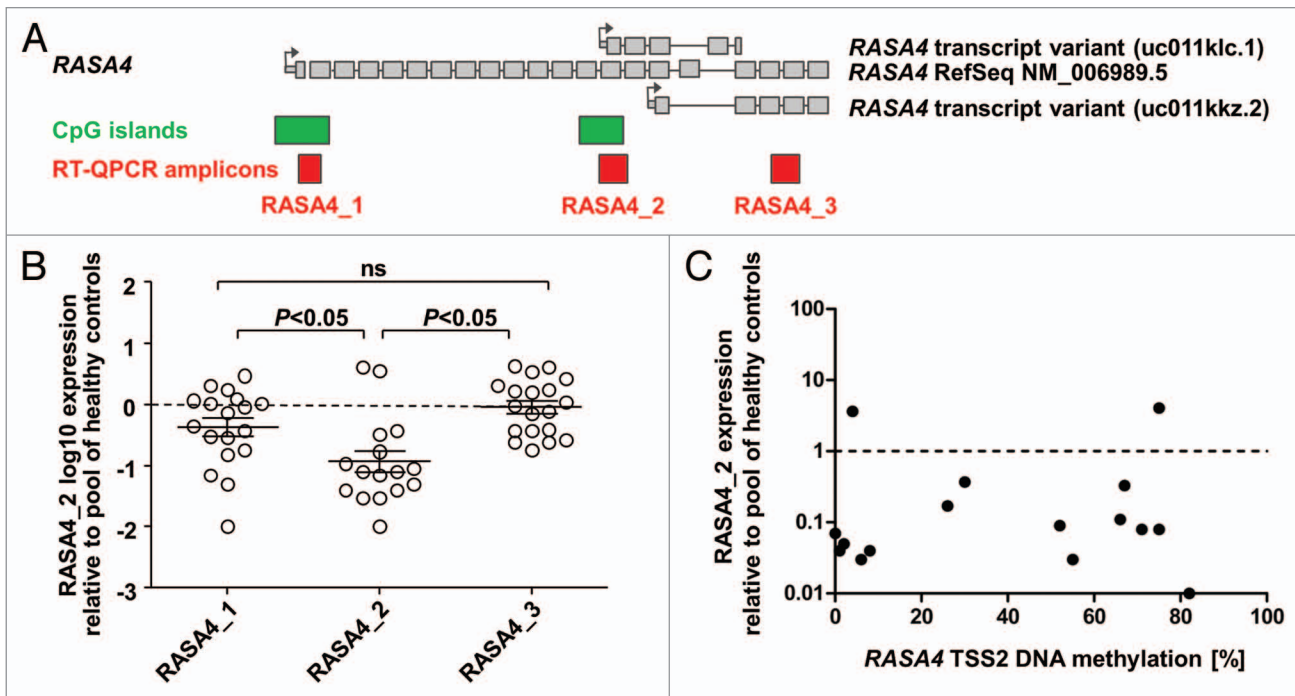 A
RASA4
RASA4 transcript variant (uc011klc.1)
RASA4 RefSeq NM_006989.5
RASA4 transcript variant (uc011kkz.2)
CpG islands
RT-QPCR amplicons
RASA4_1
RASA4_2
RASA4_3
B
RASA4_2 log10 expression
relative to pool of healthy controls
2
1
0
-1
-2
-3
ns
P<0.05
P<0.05
RASA4_1
RASA4_2
RASA4_3
C
RASA4_2 expression
relative to pool of healthy controls
100
10
1
0.1
0.01
0
20
40
60
80
100
RASA4 TSS2 DNA methylation [%]